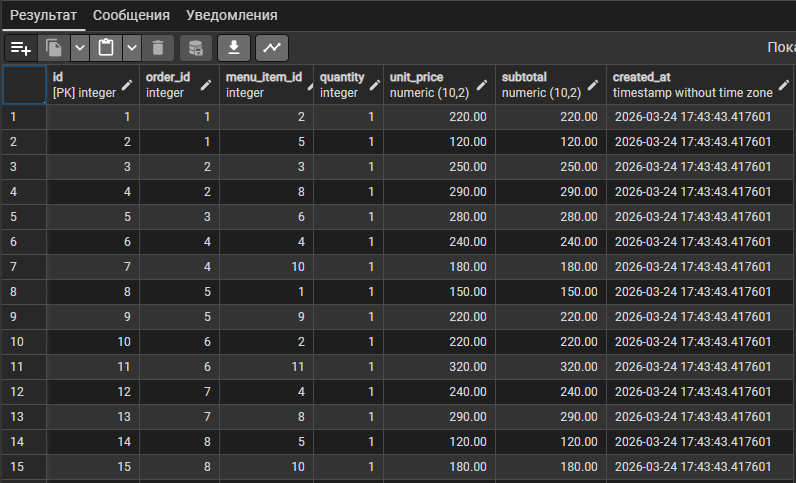 Результат Сообщения Уведомления
Пока
id order_id menu_item_id quantity unit_price subtotal created_at
[PK] integer integer integer integer numeric (10,2) numeric (10,2) timestamp without time zone
1 1 1 2 1 220.00 220.00 2026-03-24 17:43:43.417601
2 2 1 5 1 120.00 120.00 2026-03-24 17:43:43.417601
3 3 2 3 1 250.00 250.00 2026-03-24 17:43:43.417601
4 4 2 8 1 290.00 290.00 2026-03-24 17:43:43.417601
5 5 3 6 1 280.00 280.00 2026-03-24 17:43:43.417601
6 6 4 4 1 240.00 240.00 2026-03-24 17:43:43.417601
7 7 4 10 1 180.00 180.00 2026-03-24 17:43:43.417601
8 8 5 1 1 150.00 150.00 2026-03-24 17:43:43.417601
9 9 5 9 1 220.00 220.00 2026-03-24 17:43:43.417601
10 10 6 2 1 220.00 220.00 2026-03-24 17:43:43.417601
11 11 6 11 1 320.00 320.00 2026-03-24 17:43:43.417601
12 12 7 4 1 240.00 240.00 2026-03-24 17:43:43.417601
13 13 7 8 1 290.00 290.00 2026-03-24 17:43:43.417601
14 14 8 5 1 120.00 120.00 2026-03-24 17:43:43.417601
15 15 8 10 1 180.00 180.00 2026-03-24 17:43:43.417601